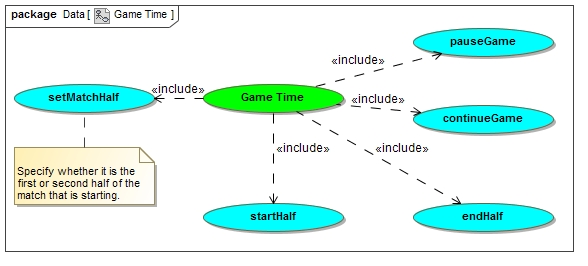 package Data [ Game Time ]
pauseGame
«include»
setMatchHalf
«include»
Game Time
«include»
continueGame
«include»
«include»
Specify whether it is the
first or second half of the
match that is starting.
startHalf
endHalf